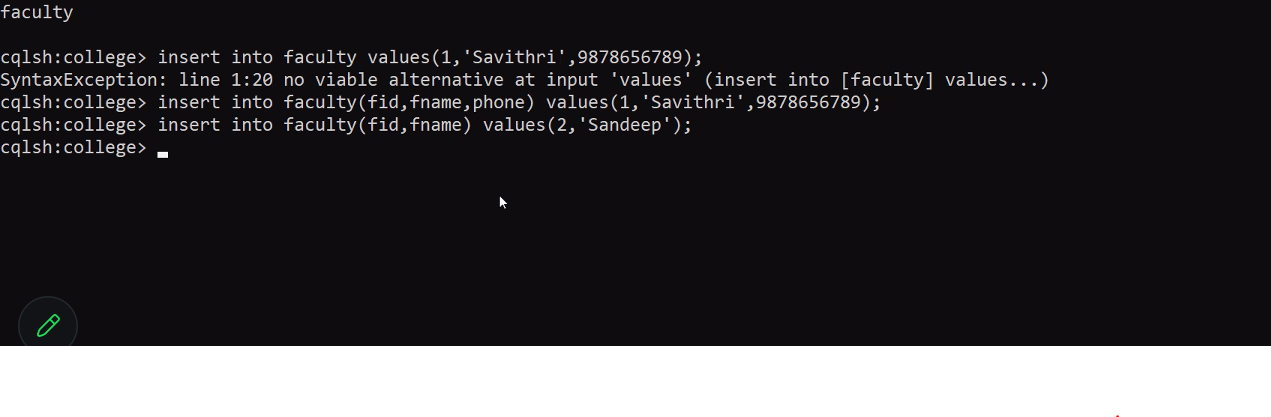 faculty
cqlsh:college> insert into faculty values(1,'Savithri',9878656789);
SyntaxException: line 1:20 no viable alternative at input 'values' (insert into [faculty] values...)
cqlsh:college> insert into faculty(fid,fname,phone) values(1,'Savithri',9878656789);
cqlsh:college> insert into faculty(fid,fname) values(2,'Sandeep');
cqlsh:college>